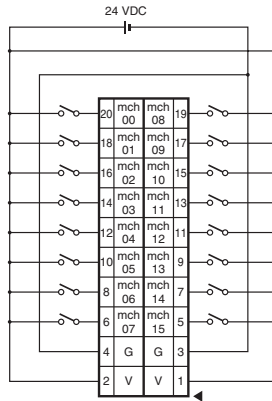 24 VDC
20 mch 00 mch 08 19
18 mch 01 mch 09 17
16 mch 02 mch 10 15
14 mch 03 mch 11 13
12 mch 04 mch 12 11
10 mch 05 mch 13 9
8 mch 06 mch 14 7
6 mch 07 mch 15 5
4 G G 3
2 V V 1